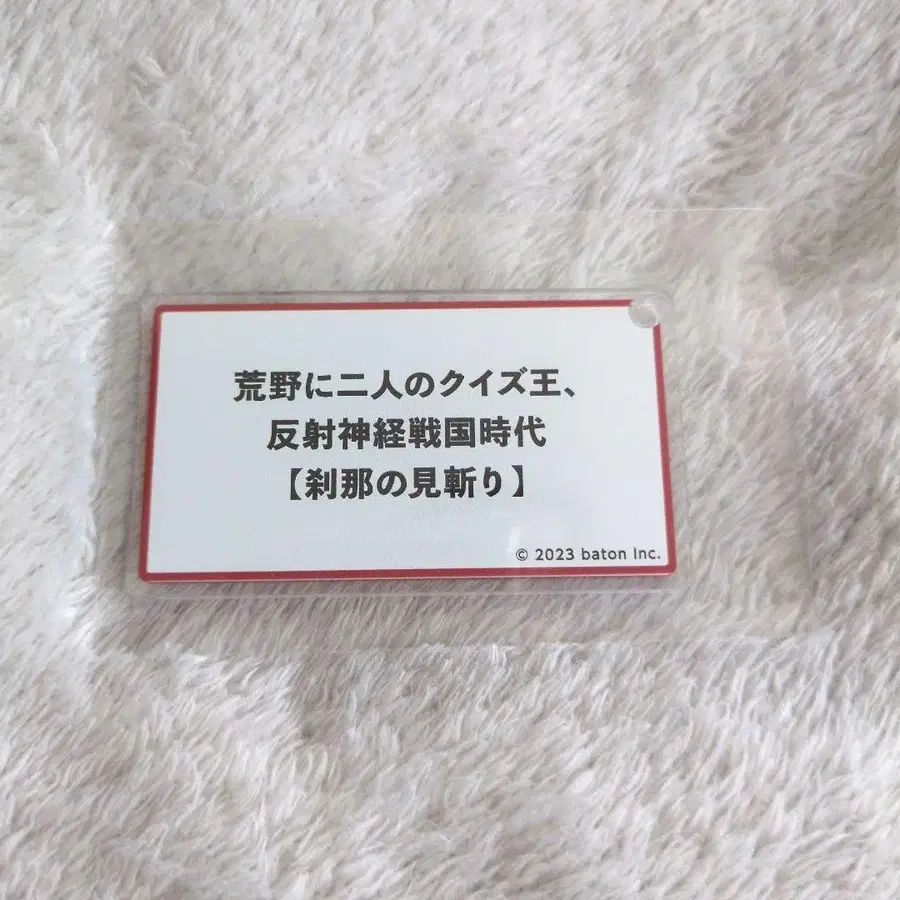 荒野に二人のクイズ王、
反射神経戦国時代
【刹那の見斬り】
© 2023 baton Inc.